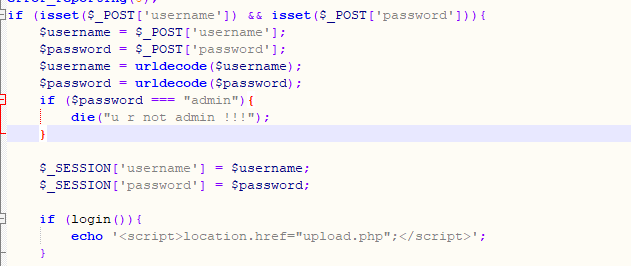 error_reporting(0);
if (isset($_POST['username']) && isset($_POST['password'])){
$username = $_POST['username'];
$password = $_POST['password'];
$username = urldecode($username);
$password = urldecode($password);
if ($password === "admin"){
die("u r not admin !!!");
}
$_SESSION['username'] = $username;
$_SESSION['password'] = $password;
if (login()){
echo '<script>location.href="upload.php";</script>';
}